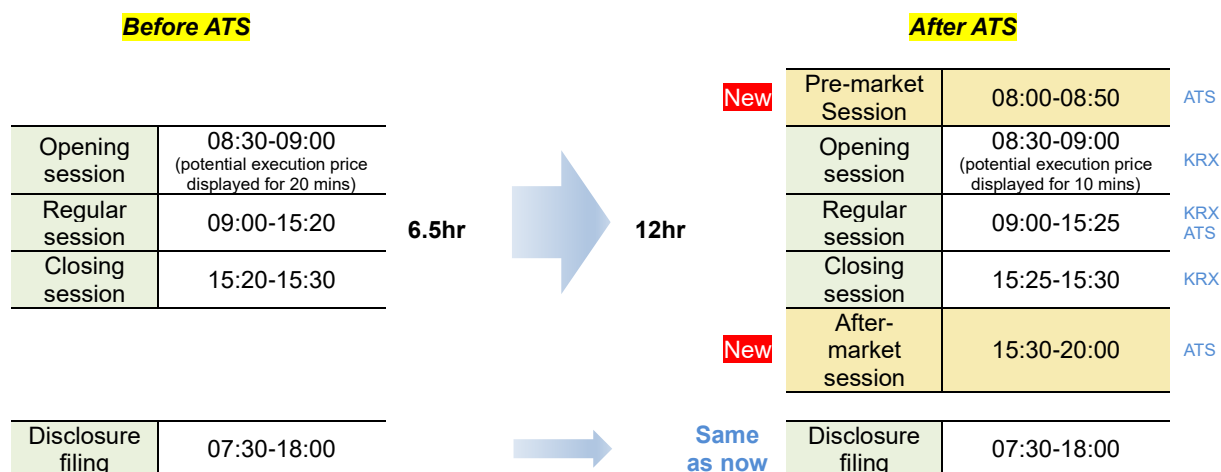 Before ATS
Opening
session
08:30-09:00
(potential execution price
displayed for 20 mins)
Regular
session
09:00-15:20
Closing
session
15:20-15:30
6.5hr
12hr
After ATS
New
Pre-market
Session
08:00-08:50
ATS
Opening
session
08:30-09:00
(potential execution price
displayed for 10 mins)
KRX
Regular
session
09:00-15:25
KRX
ATS
Closing
session
15:25-15:30
KRX
New
After-
market
session
15:30-20:00
ATS
Disclosure
filing
07:30-18:00
Same
as now
Disclosure
filing
07:30-18:00